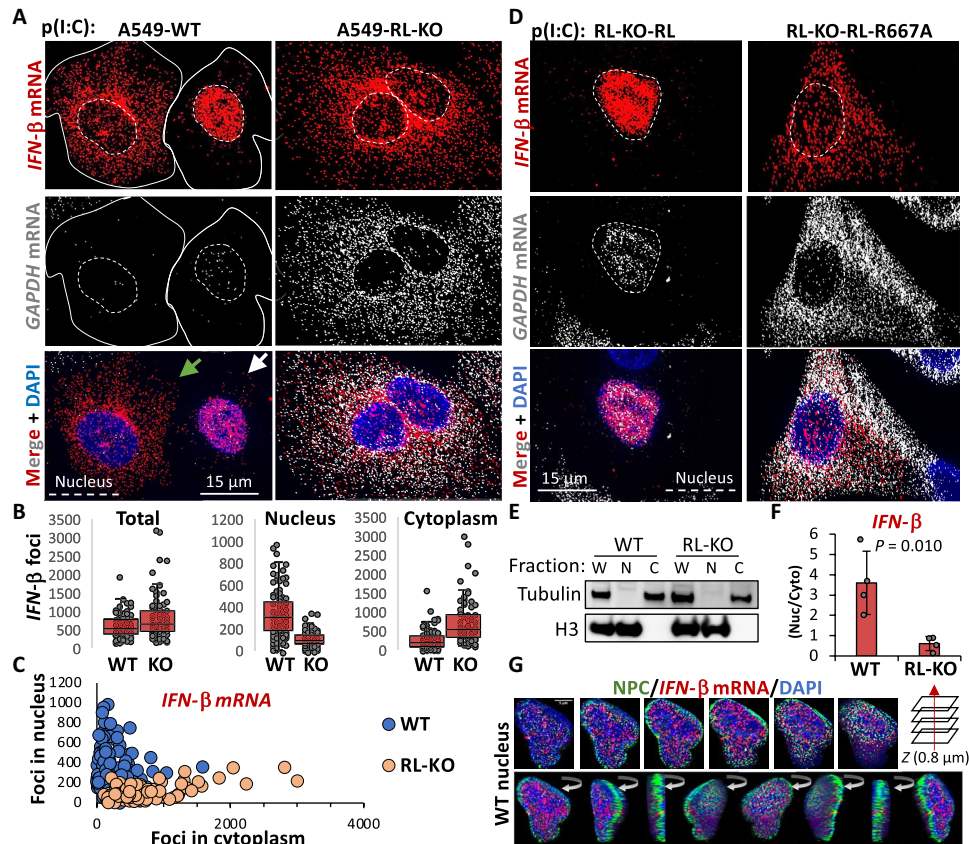 A
p(I:C): A549-WT A549-RL-KO
IFN-β mRNA
GAPDH mRNA
Merge + DAPI
Nucleus
15 μm
D
p(I:C): RL-KO-RL RL-KO-RL-R667A
IFN-β mRNA
GAPDH mRNA
Merge + DAPI
15 μm
Nucleus
B
IFN-β foci
Total
3500
3000
2500
2000
1500
1000
500
0
WT KO
Nucleus
1200
1000
800
600
400
200
0
WT KO
Cytoplasm
3500
3000
2500
2000
1500
1000
500
0
WT KO
C
IFN-β mRNA
Foci in nucleus
1200
1000
800
600
400
200
0
0 2000 4000
Foci in cytoplasm
WT
RL-KO
E
WT RL-KO
Fraction: W N C W N C
Tubulin
H3
F
IFN-β
P = 0.010
(Nuc/Cyto)
6
5
4
3
2
1
0
WT RL-KO
G
NPC/IFN-β mRNA/DAPI
WT nucleus
5 μm
Z (0.8 μm)